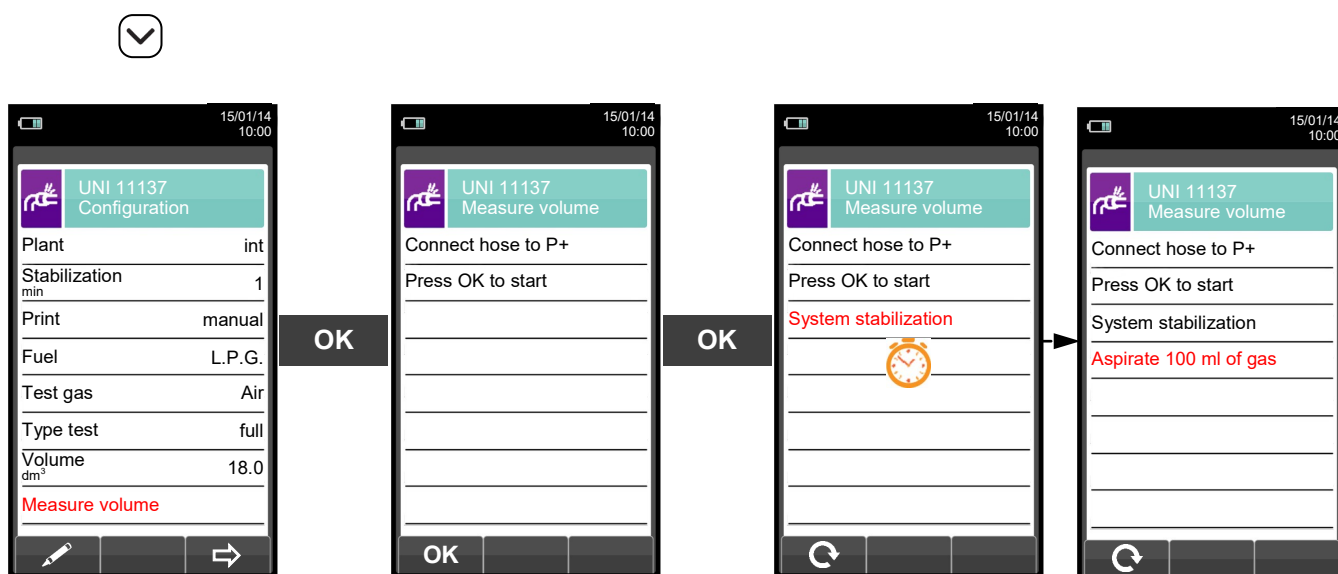 15/01/14
10:00
UNI 11137
Configuration
Plant int
Stabilization 1
min
Print manual
Fuel L.P.G.
Test gas Air
Type test full
Volume 18.0
dm³
Measure volume
OK
15/01/14
10:00
UNI 11137
Measure volume
Connect hose to P+
Press OK to start
OK
OK
15/01/14
10:00
UNI 11137
Measure volume
Connect hose to P+
Press OK to start
System stabilization
15/01/14
10:00
UNI 11137
Measure volume
Connect hose to P+
Press OK to start
System stabilization
Aspirate 100 ml of gas